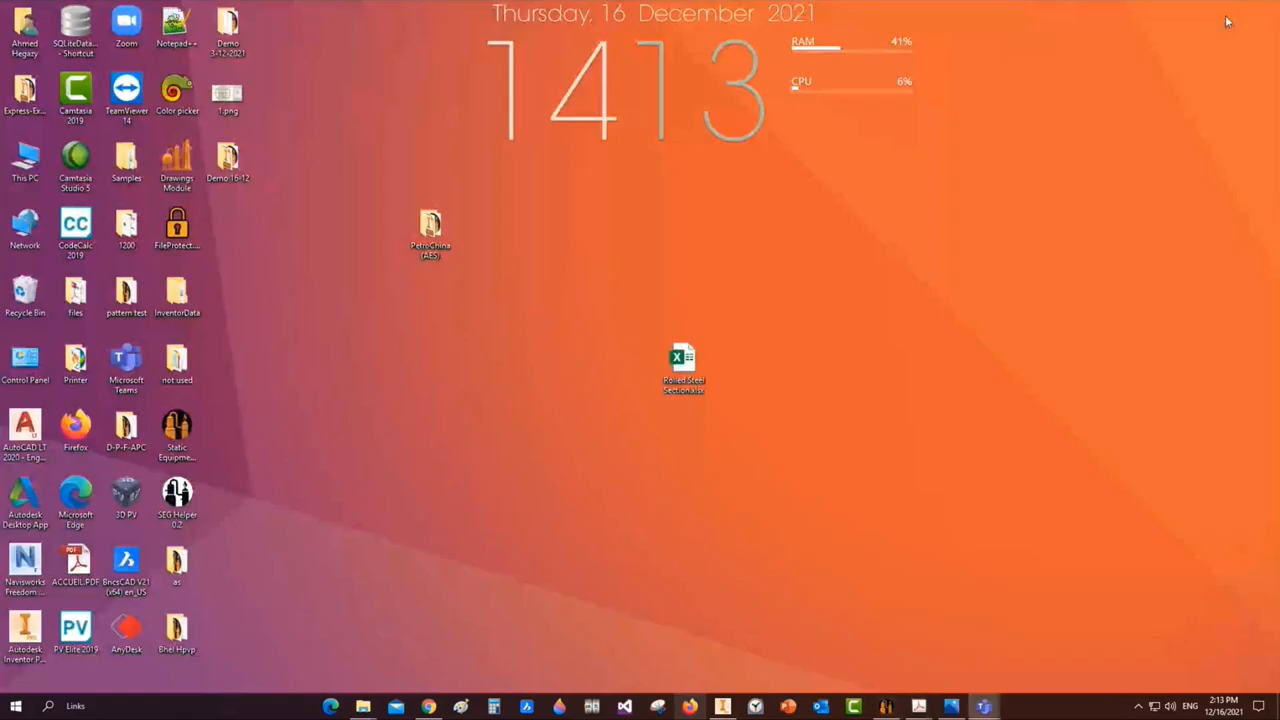 Thursday, 16 December 2021
1413
RAM 41%
CPU 6%
Ahmed
Hegazy
SQLiteData...
- Shortcut
Zoom
Notepad++
Demo
3-12-2021
Express-Ex...
Camtasia
2019
TeamViewer
14
Color picker
1.png
This PC
Camtasia
Studio 5
Samples
Drawings
Module
Demo 16-12
Network
CodeCalc
2019
1200
FileProtect....
PetroChina
(AES)
Recycle Bin
files
pattern test
InventorData
Control Panel
Printer
Microsoft
Teams
not used
Rolled Steel
Section.xlsx
AutoCAD LT
2020 - Eng...
Firefox
D-P-F-APC
Static
Equipme...
Autodesk
Desktop App
Microsoft
Edge
3D PV
SEG Helper
0.2
Navisworks
Freedom ...
ACCUEIL.PDF
BricsCAD V21
(x64) en_US
as
Autodesk
Inventor P...
PV Elite 2019
AnyDesk
Bhel Hpvp
Links
ENG
2:13 PM
12/16/2021